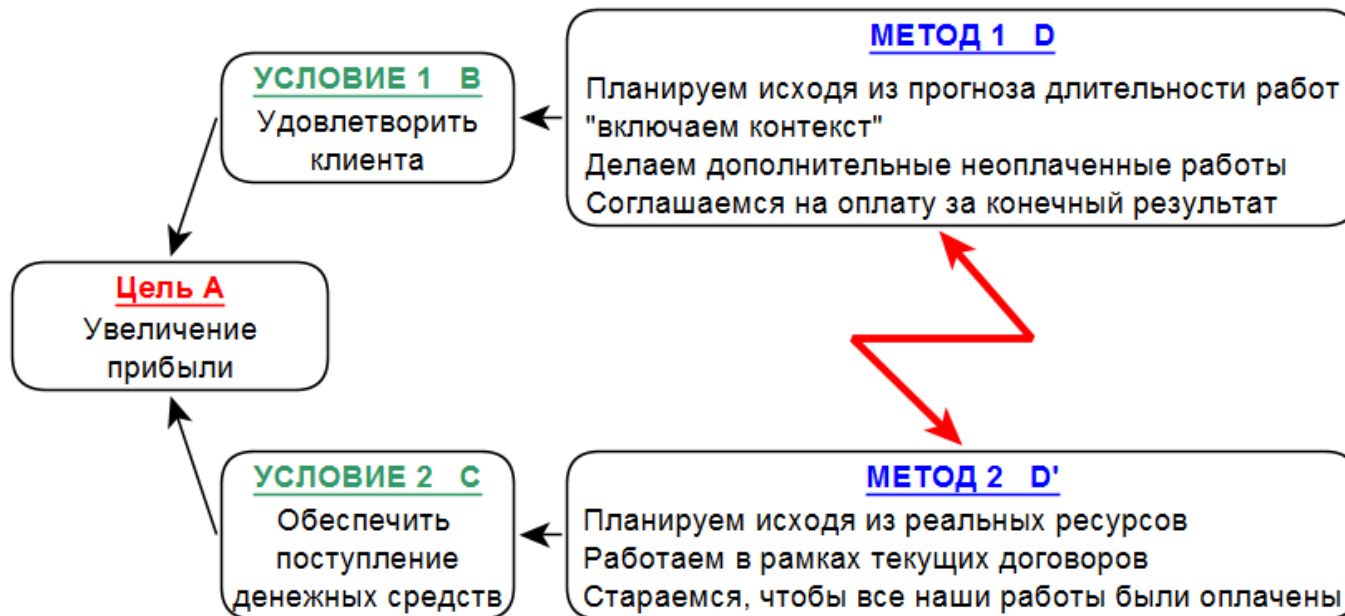 МЕТОД 1 D
Планируем исходя из прогноза длительности работ
"включаем контекст"
Делаем дополнительные неоплаченные работы
Соглашаемся на оплату за конечный результат
УСЛОВИЕ 1 B
Удовлетворить
клиента
Цель A
Увеличение
прибыли
УСЛОВИЕ 2 C
Обеспечить
поступление
денежных средств
МЕТОД 2 D'
Планируем исходя из реальных ресурсов
Работаем в рамках текущих договоров
Стараемся, чтобы все наши работы были оплачены